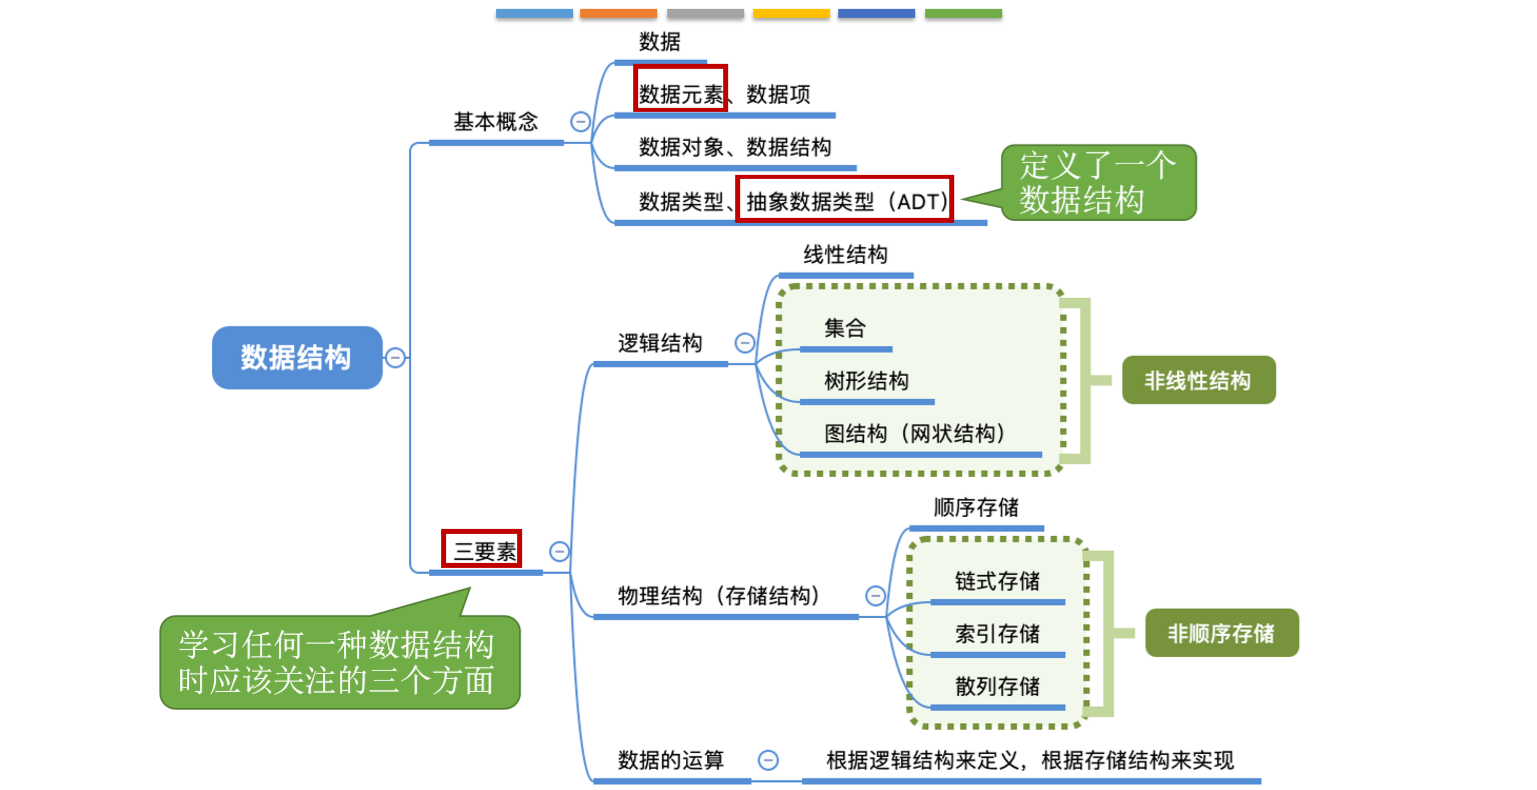 数据
数据元素、数据项
基本概念
数据对象、数据结构
数据类型、抽象数据类型（ADT）
定义了一个
数据结构
数据结构
线性结构
逻辑结构
集合
树形结构
图结构（网状结构）
非线性结构
三要素
学习任何一种数据结构
时应该关注的三个方面
顺序存储
物理结构（存储结构）
链式存储
索引存储
散列存储
非顺序存储
数据的运算
根据逻辑结构来定义，根据存储结构来实现